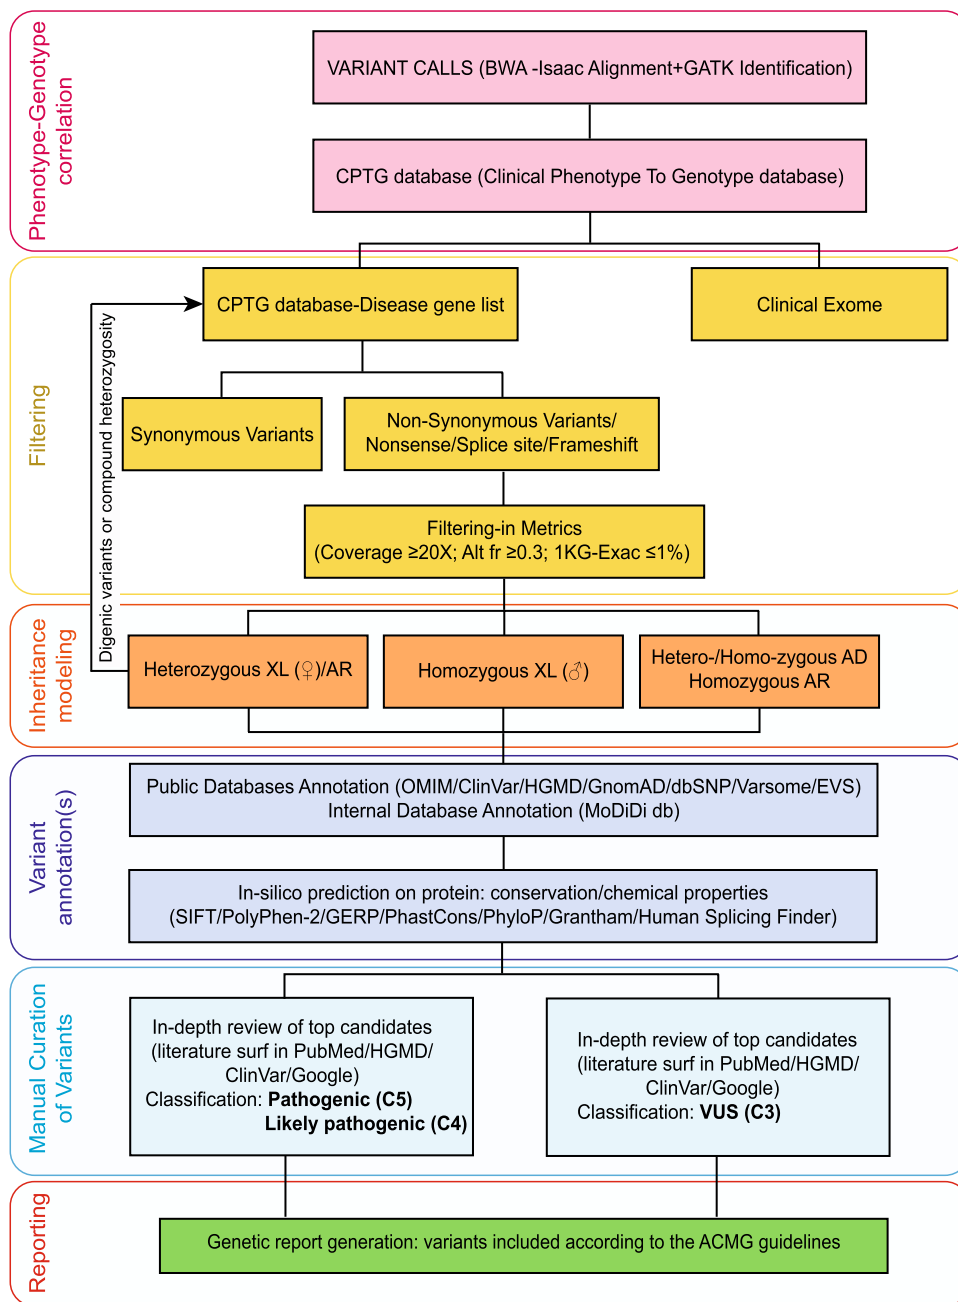 Phenotype-Genotype
correlation
VARIANT CALLS (BWA -Isaac Alignment+GATK Identification)
CPTG database (Clinical Phenotype To Genotype database)
Filtering
CPTG database-Disease gene list
Clinical Exome
Digenic variants or compound heterozygosity
Synonymous Variants
Non-Synonymous Variants/
Nonsense/Splice site/Frameshift
Filtering-in Metrics
(Coverage ≥20X; Alt fr ≥0.3; 1KG-Exac ≤1%)
Inheritance
modeling
Heterozygous XL (♀)/AR
Homozygous XL (♂)
Hetero-/Homo-zygous AD
Homozygous AR
Variant
annotation(s)
Public Databases Annotation (OMIM/ClinVar/HGMD/GnomAD/dbSNP/Varsome/EVS)
Internal Database Annotation (MoDiDi db)
In-silico prediction on protein: conservation/chemical properties
(SIFT/PolyPhen-2/GERP/PhastCons/PhyloP/Grantham/Human Splicing Finder)
Manual Curation
of Variants
In-depth review of top candidates
(literature surf in PubMed/HGMD/
ClinVar/Google)
Classification: Pathogenic (C5)
Likely pathogenic (C4)
In-depth review of top candidates
(literature surf in PubMed/HGMD/
ClinVar/Google)
Classification: VUS (C3)
Reporting
Genetic report generation: variants included according to the ACMG guidelines